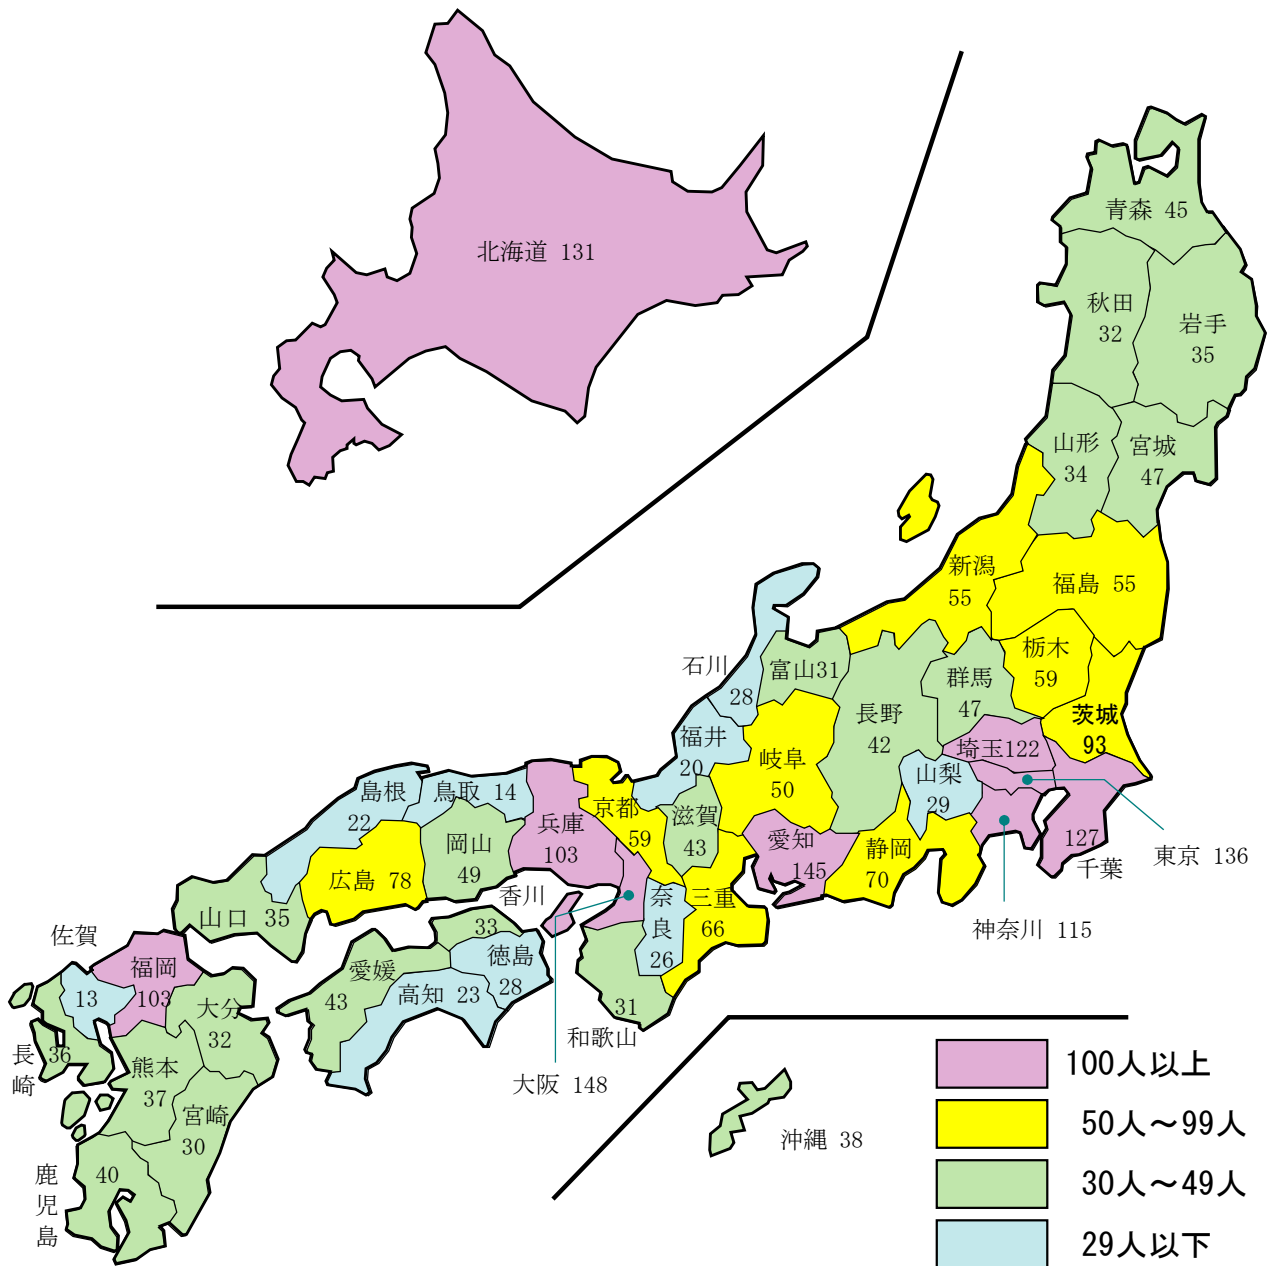 北海道 131
青森 45
秋田
32
岩手
35
山形
34
宮城
47
新潟
55
福島 55
栃木
59
群馬
47
茨城
93
石川
28
富山31
長野
42
埼玉122
福井
20
岐阜
50
山梨
29
島根
22
鳥取 14
兵庫
103
京都
59
滋賀
43
愛知
145
静岡
70
127
千葉
東京 136
神奈川 115
広島 78
岡山
49
香川
33
奈良
26
三重
66
山口 35
佐賀
13
福岡
103
愛媛
43
徳島
28
高知 23
31
和歌山
大分
32
長崎
36
熊本
37
大阪 148
宮崎
30
鹿児島
40
沖縄 38
100人以上
50人～99人
30人～49人
29人以下